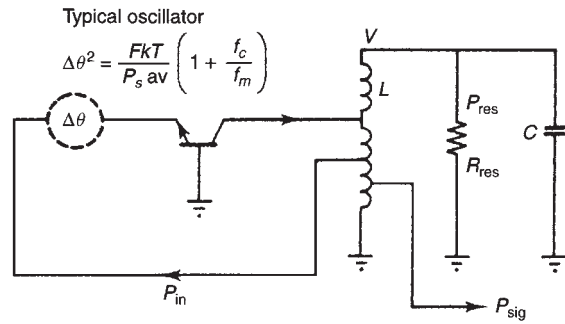 Typical oscillator
Δθ² = FkT / P_s av (1 + f_c / f_m)
V
L
Δθ
P_res
R_res
C
P_in
P_sig